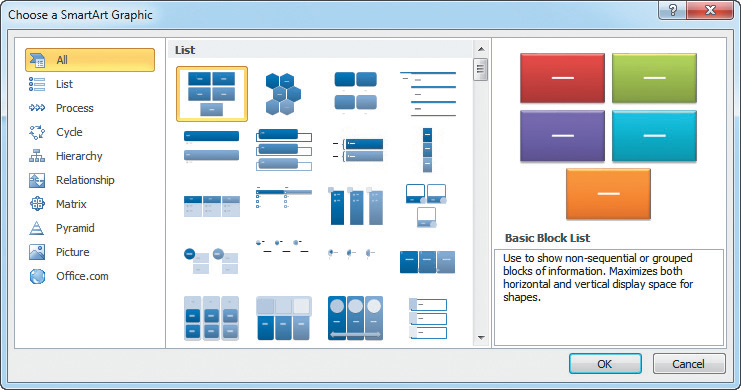 Choose a SmartArt Graphic
All
List
Process
Cycle
Hierarchy
Relationship
Matrix
Pyramid
Picture
Office.com
List
Basic Block List
Use to show non-sequential or grouped
blocks of information. Maximizes both
horizontal and vertical display space for
shapes.
OK
Cancel